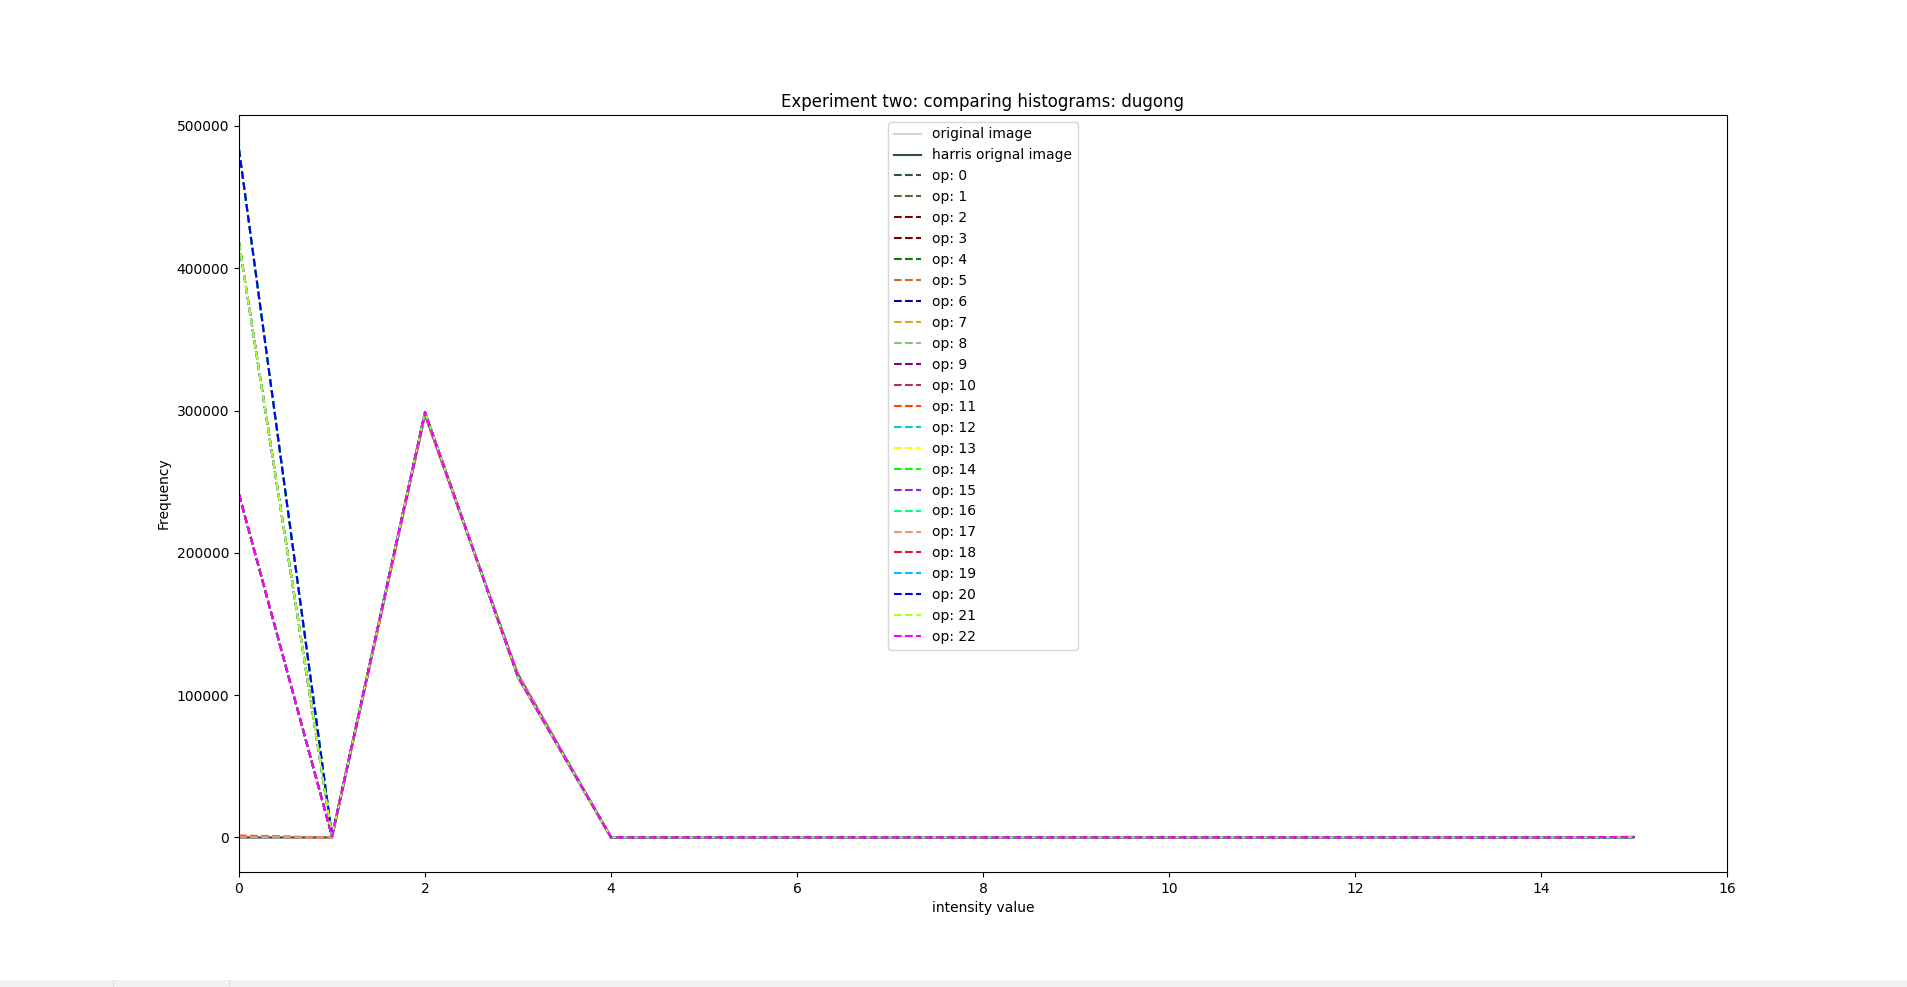 Experiment two: comparing histograms: dugong
500000
400000
300000
200000
100000
0
Frequency
original image
harris orignal image
op: 0
op: 1
op: 2
op: 3
op: 4
op: 5
op: 6
op: 7
op: 8
op: 9
op: 10
op: 11
op: 12
op: 13
op: 14
op: 15
op: 16
op: 17
op: 18
op: 19
op: 20
op: 21
op: 22
0 2 4 6 8 10 12 14 16
intensity value